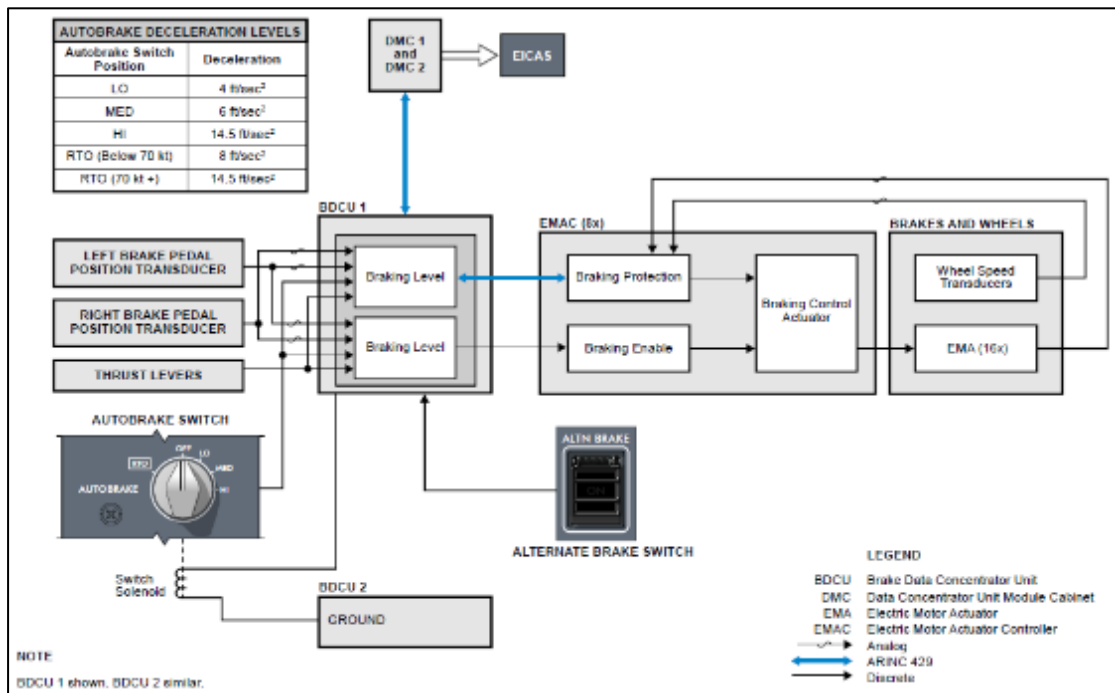 AUTOBRAKE DECELERATION LEVELS
Autobrake Switch
Position
Deceleration
LO
4 ft/sec²
MED
6 ft/sec²
HI
14.5 ft/sec²
RTO (Below 70 kt)
8 ft/sec²
RTO (70 kt +)
14.5 ft/sec²
DMC 1
and
DMC 2
EICAS
BDCU 1
EMAC (8x)
BRAKES AND WHEELS
LEFT BRAKE PEDAL
POSITION TRANSDUCER
Braking Level
Braking Protection
Wheel Speed
Transducers
Braking Control
Actuator
RIGHT BRAKE PEDAL
POSITION TRANSDUCER
Braking Level
Braking Enable
EMA (16x)
THRUST LEVERS
AUTOBRAKE SWITCH
RTO
OFF
LO
MED
HI
AUTOBRAKE
ALTN BRAKE
ON
ALTERNATE BRAKE SWITCH
Switch
Solenoid
BDCU 2
GROUND
LEGEND
BDCU Brake Data Concentrator Unit
DMC Data Concentrator Unit Module Cabinet
EMA Electric Motor Actuator
EMAC Electric Motor Actuator Controller
Analog
ARINC 429
Discrete
NOTE
BDCU 1 shown. BDCU 2 similar.